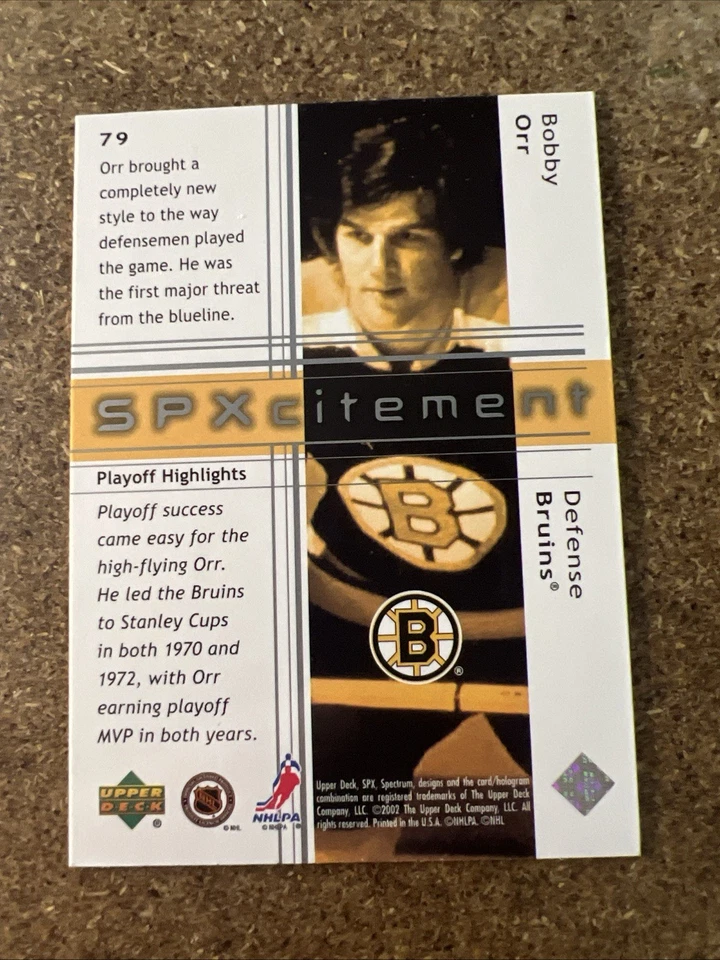 79
Orr brought a
completely new
style to the way
defensemen played
the game. He was
the first major threat
from the blueline.
Bobby
Orr
SPXcitement
Playoff Highlights
Playoff success
came easy for the
high-flying Orr.
He led the Bruins
to Stanley Cups
in both 1970 and
1972, with Orr
earning playoff
MVP in both years.
B
Defense
Bruins®
B
®
UPPER
DECK
®
NHL
©NHL
NHLPA
©NHLPA
Upper Deck, SPX, Spectrum, designs and the card/hologram
combination are registered trademarks of The Upper Deck
Company, LLC. ©2002 The Upper Deck Company, LLC. All
rights reserved. Printed in the U.S.A. ©NHLPA. ©NHL